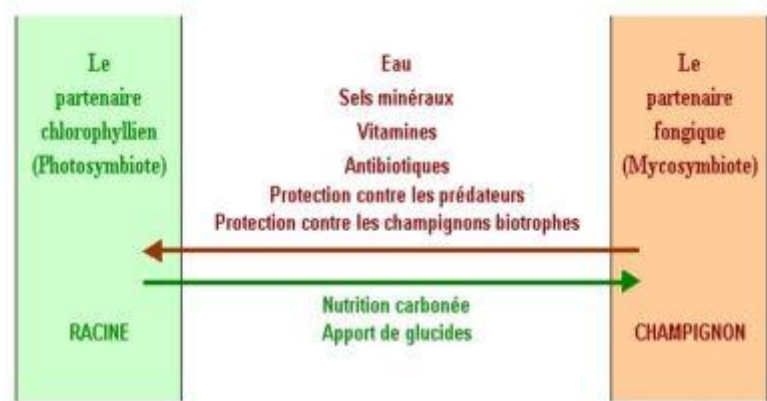 Le
partenaire
chlorophyllien
(Photosymbiote)
RACINE
Eau
Sels minéraux
Vitamines
Antibiotiques
Protection contre les prédateurs
Protection contre les champignons biotrophes
Nutrition carbonée
Apport de glucides
Le
partenaire
fongique
(Mycosymbiote)
CHAMPIGNON